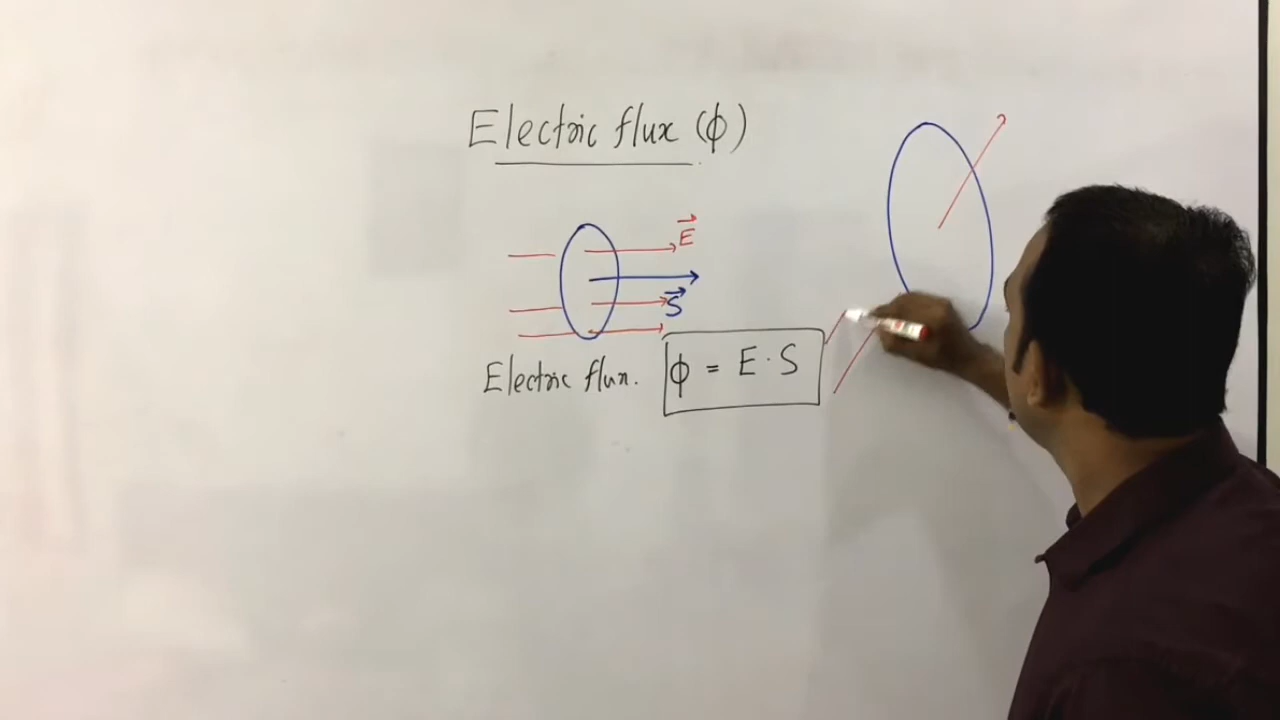 Electric flux (ϕ)
E
S
Electric flux. ϕ = E · S